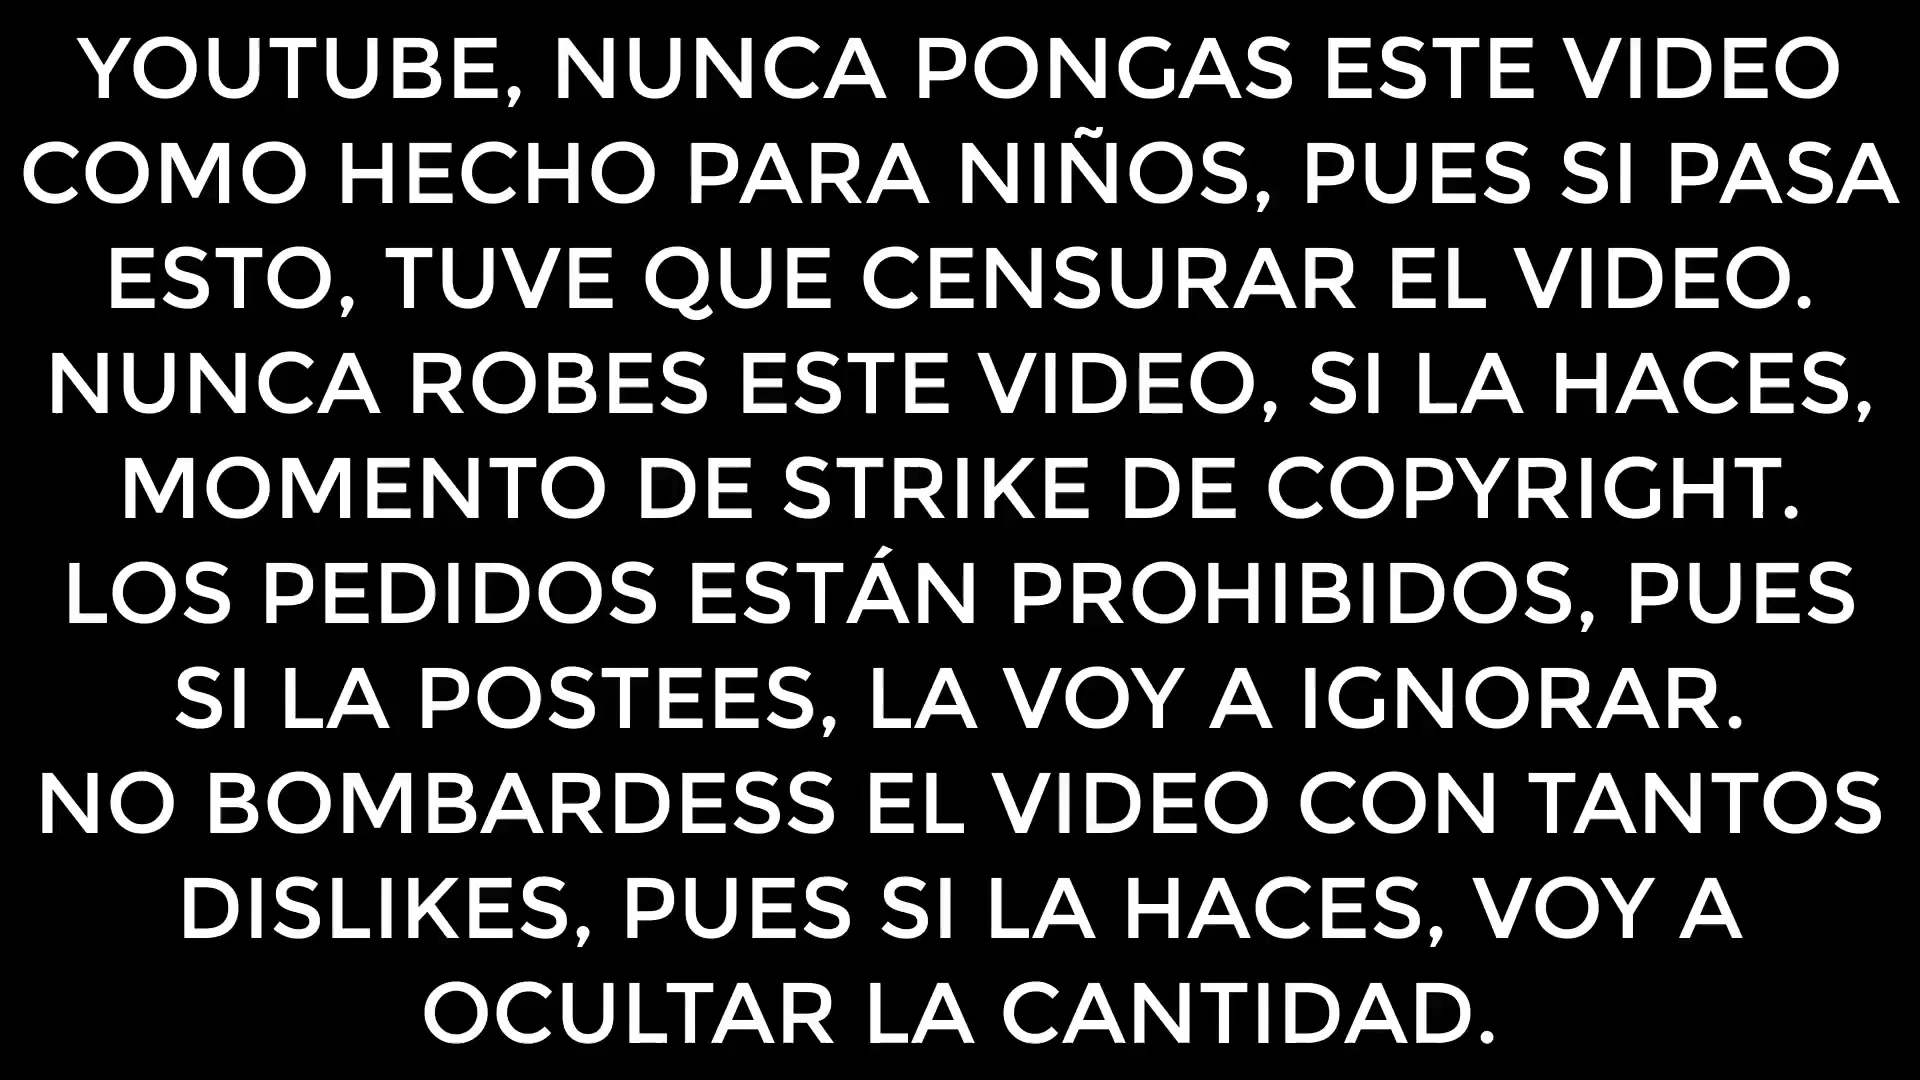 YOUTUBE, NUNCA PONGAS ESTE VIDEO
COMO HECHO PARA NIÑOS, PUES SI PASA
ESTO, TUVE QUE CENSURAR EL VIDEO.
NUNCA ROBES ESTE VIDEO, SI LA HACES,
MOMENTO DE STRIKE DE COPYRIGHT.
LOS PEDIDOS ESTÁN PROHIBIDOS, PUES
SI LA POSTEES, LA VOY A IGNORAR.
NO BOMBARDESS EL VIDEO CON TANTOS
DISLIKES, PUES SI LA HACES, VOY A
OCULTAR LA CANTIDAD.